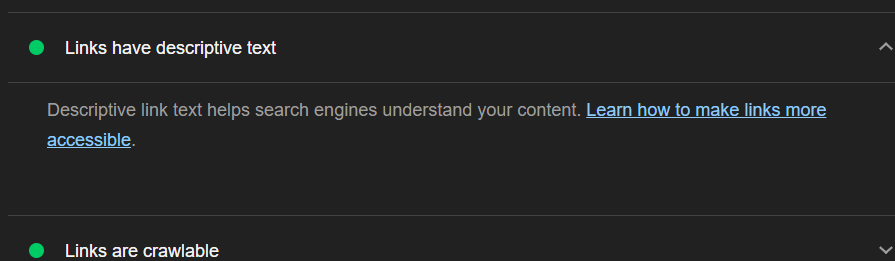 Links have descriptive text
Descriptive link text helps search engines understand your content. Learn how to make links more
accessible.
Links are crawlable